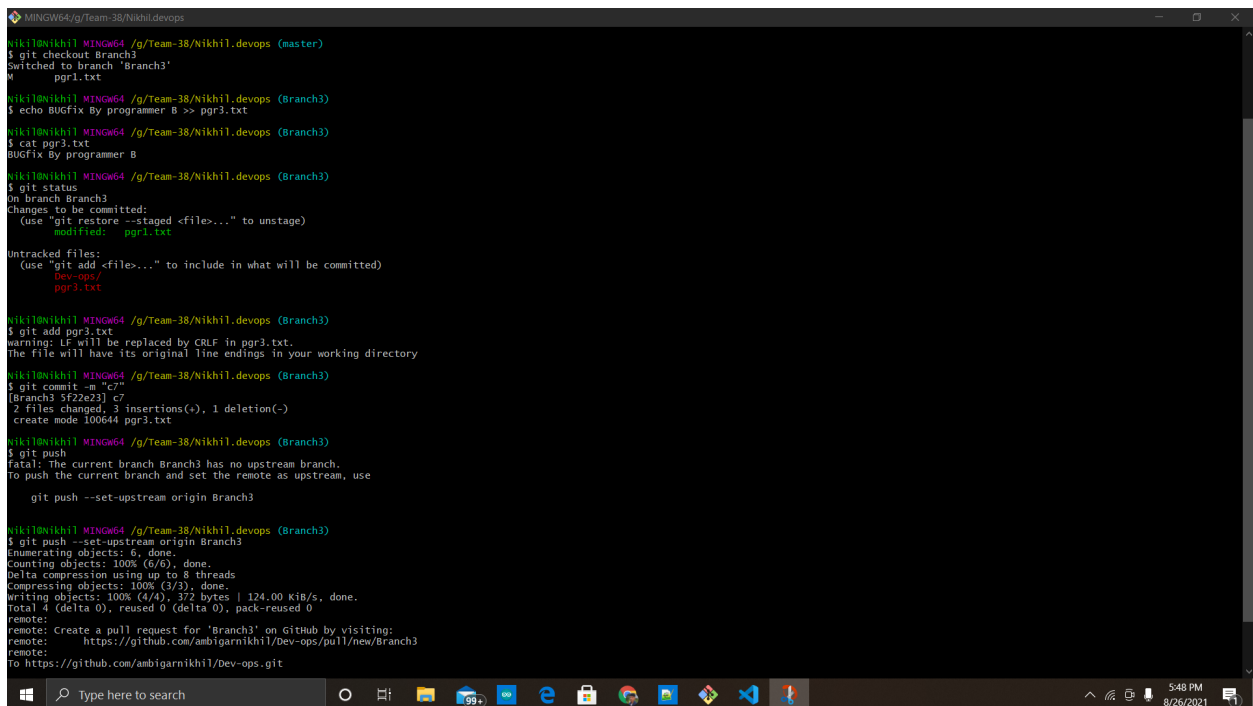 MINGW64:/g/Team-38/Nikhil.devops
Nikil@Nikhil MINGW64 /g/Team-38/Nikhil.devops (master)
$ git checkout Branch3
Switched to branch 'Branch3'
M       pgr1.txt
Nikil@Nikhil MINGW64 /g/Team-38/Nikhil.devops (Branch3)
$ echo BUGfix By programmer B >> pgr3.txt
Nikil@Nikhil MINGW64 /g/Team-38/Nikhil.devops (Branch3)
$ cat pgr3.txt
BUGfix By programmer B
Nikil@Nikhil MINGW64 /g/Team-38/Nikhil.devops (Branch3)
$ git status
On branch Branch3
Changes to be committed:
  (use "git restore --staged <file>..." to unstage)
        modified:   pgr1.txt
Untracked files:
  (use "git add <file>..." to include in what will be committed)
        Dev-ops/
        pgr3.txt
Nikil@Nikhil MINGW64 /g/Team-38/Nikhil.devops (Branch3)
$ git add pgr3.txt
warning: LF will be replaced by CRLF in pgr3.txt.
The file will have its original line endings in your working directory
Nikil@Nikhil MINGW64 /g/Team-38/Nikhil.devops (Branch3)
$ git commit -m "c7"
[Branch3 5f22e23] c7
 2 files changed, 3 insertions(+), 1 deletion(-)
 create mode 100644 pgr3.txt
Nikil@Nikhil MINGW64 /g/Team-38/Nikhil.devops (Branch3)
$ git push
fatal: The current branch Branch3 has no upstream branch.
To push the current branch and set the remote as upstream, use
    git push --set-upstream origin Branch3
Nikil@Nikhil MINGW64 /g/Team-38/Nikhil.devops (Branch3)
$ git push --set-upstream origin Branch3
Enumerating objects: 6, done.
Counting objects: 100% (6/6), done.
Delta compression using up to 8 threads
Compressing objects: 100% (3/3), done.
Writing objects: 100% (4/4), 372 bytes | 124.00 KiB/s, done.
Total 4 (delta 0), reused 0 (delta 0), pack-reused 0
remote:
remote: Create a pull request for 'Branch3' on GitHub by visiting:
remote:      https://github.com/ambigarnikhil/Dev-ops/pull/new/Branch3
remote:
To https://github.com/ambigarnikhil/Dev-ops.git
Type here to search
99+
5:48 PM
8/26/2021
1